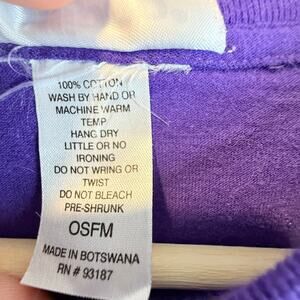 100% COTTON
WASH BY HAND OR
MACHINE WARM
TEMP
HANG DRY
LITTLE OR NO
IRONING
DO NOT WRING OR
TWIST
DO NOT BLEACH
PRE-SHRUNK
OSFM
MADE IN BOTSWANA
RN # 93187